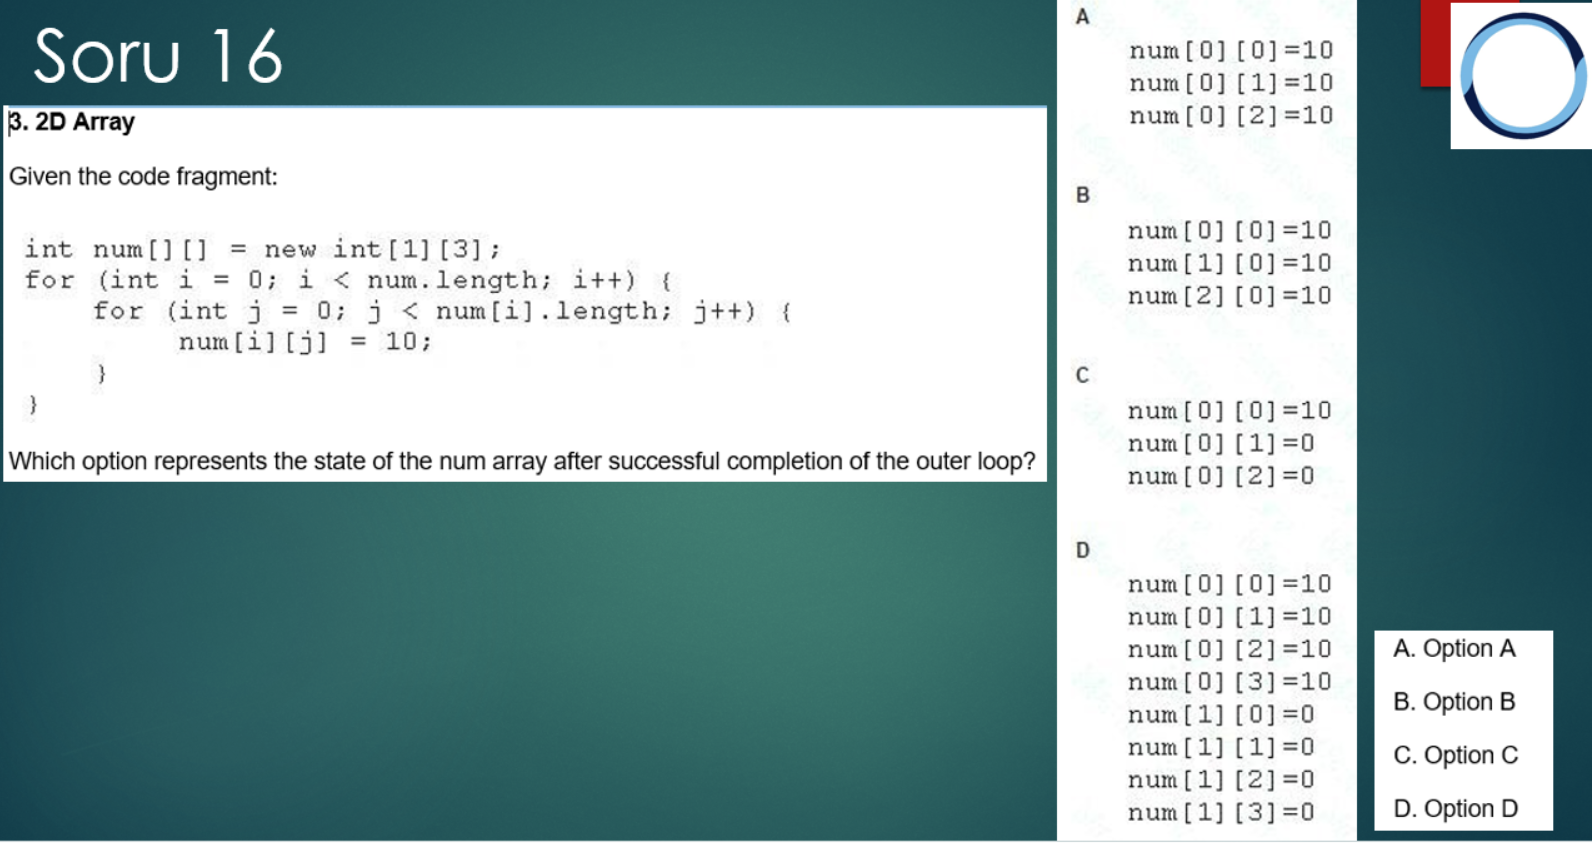 Soru 16
3. 2D Array
Given the code fragment:
int num[][] = new int[1][3];
for (int i = 0; i < num.length; i++) {
for (int j = 0; j < num[i].length; j++) {
num[i][j] = 10;
}
}
Which option represents the state of the num array after successful completion of the outer loop?
A
num[0][0]=10
num[0][1]=10
num[0][2]=10
B
num[0][0]=10
num[1][0]=10
num[2][0]=10
C
num[0][0]=10
num[0][1]=0
num[0][2]=0
D
num[0][0]=10
num[0][1]=10
num[0][2]=10
num[0][3]=10
num[1][0]=0
num[1][1]=0
num[1][2]=0
num[1][3]=0
A. Option A
B. Option B
C. Option C
D. Option D